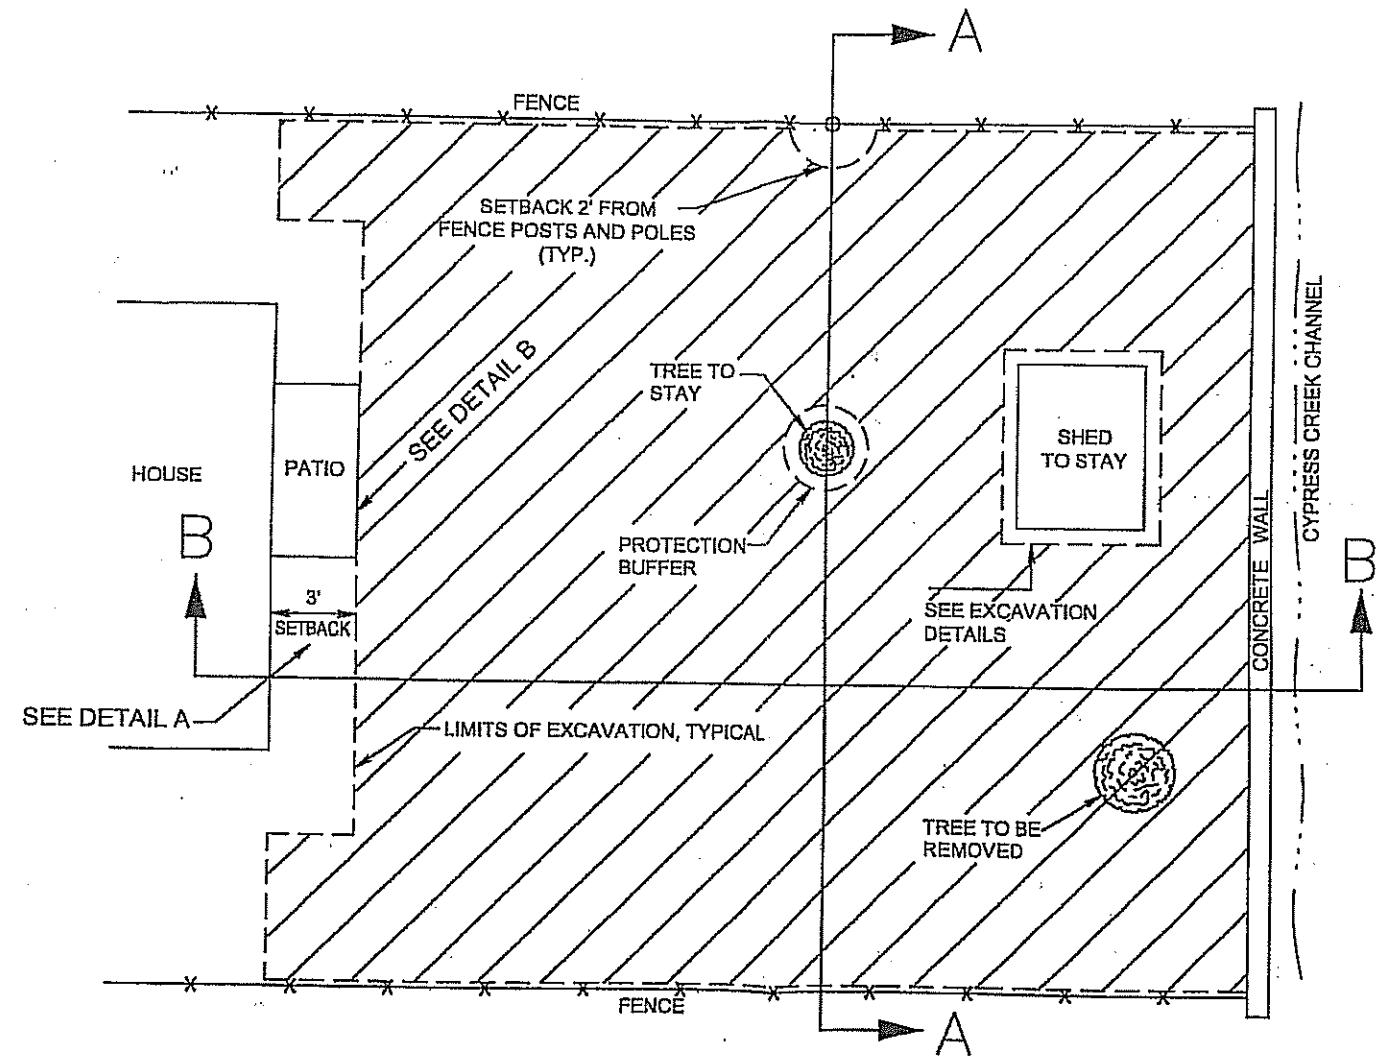 A
FENCE
SETBACK 2' FROM
FENCE POSTS AND POLES
(TYP.)
CYPRESS CREEK CHANNEL
SEE DETAIL B
TREE TO
STAY
SHED
TO STAY
HOUSE
PATIO
B
PROTECTION
BUFFER
CONCRETE WALL
B
3'
SETBACK
SEE EXCAVATION
DETAILS
SEE DETAIL A
LIMITS OF EXCAVATION, TYPICAL
TREE TO BE
REMOVED
FENCE
A